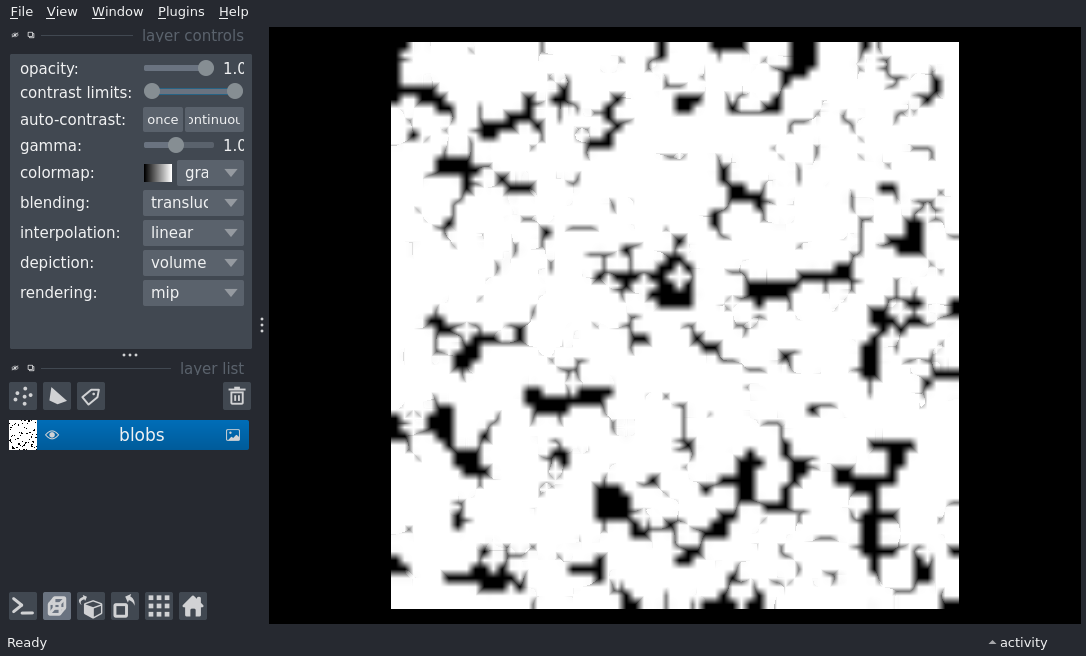 File View Window Plugins Help
layer controls
opacity: 1.0
contrast limits:
auto-contrast: once ontinuou
gamma: 1.0
colormap: gra
blending: transluc
interpolation: linear
depiction: volume
rendering: mip
layer list
blobs
Ready
activity